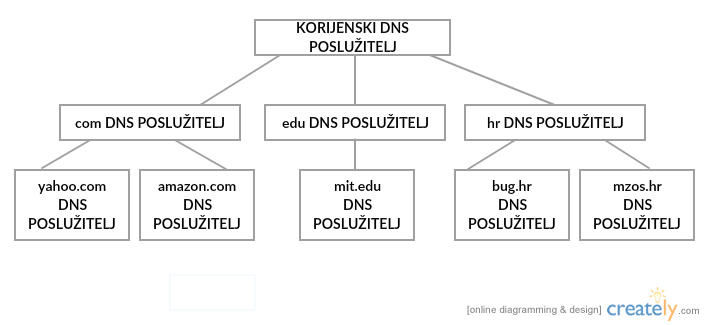 KORIJENSKI DNS
POSLUŽITELJ
com DNS POSLUŽITELJ
edu DNS POSLUŽITELJ
hr DNS POSLUŽITELJ
yahoo.com
DNS
POSLUŽITELJ
amazon.com
DNS
POSLUŽITELJ
mit.edu
DNS
POSLUŽITELJ
bug.hr
DNS
POSLUŽITELJ
mzos.hr
DNS
POSLUŽITELJ
[online diagramming & design] creately.com